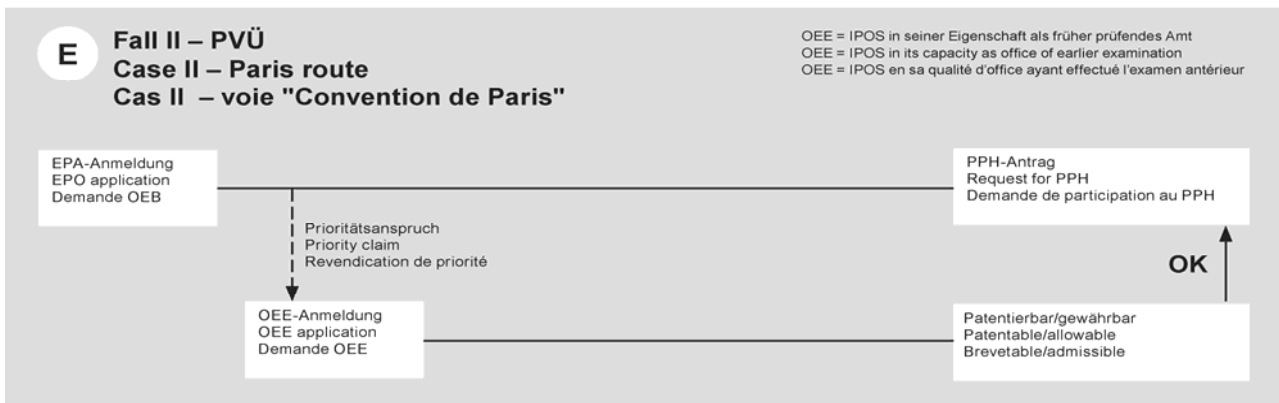 E
Fall II – PVÜ
Case II – Paris route
Cas II – voie "Convention de Paris"
OEE = IPOS in seiner Eigenschaft als früher prüfendes Amt
OEE = IPOS in its capacity as office of earlier examination
OEE = IPOS en sa qualité d'office ayant effectué l'examen antérieur
EPA-Anmeldung
EPO application
Demande OEB
PPH-Antrag
Request for PPH
Demande de participation au PPH
Prioritätsanspruch
Priority claim
Revendication de priorité
OK
OEE-Anmeldung
OEE application
Demande OEE
Patentierbar/gewährbar
Patentable/allowable
Brevetable/admissible